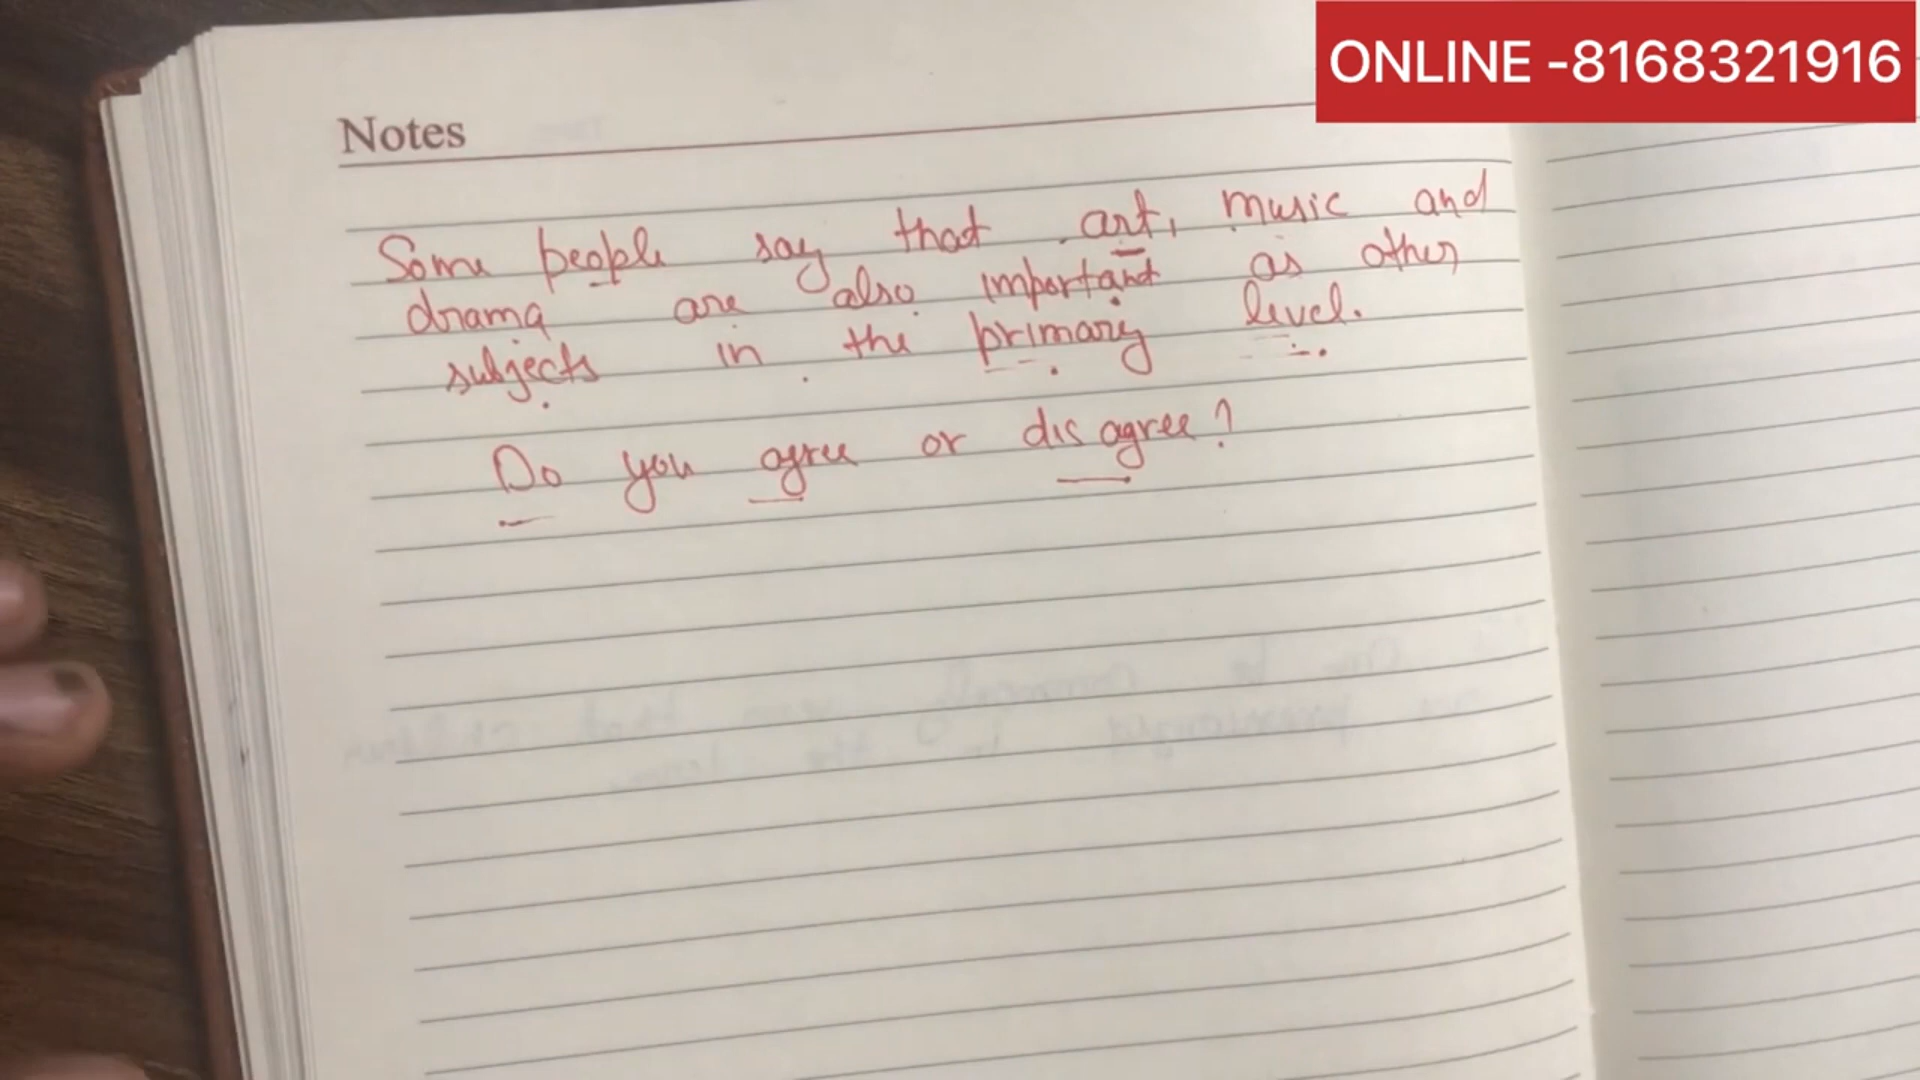 ONLINE -8168321916
Notes
Some people say that art, music and
drama are also important as other
subjects in the primary level.
Do you agree or disagree?